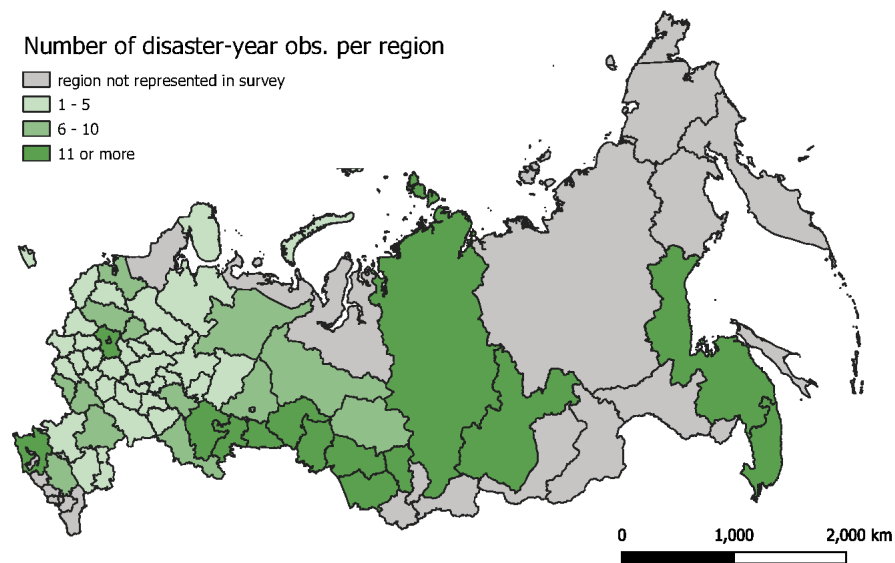 Number of disaster-year obs. per region
region not represented in survey
1 - 5
6 - 10
11 or more
0 1,000 2,000 km